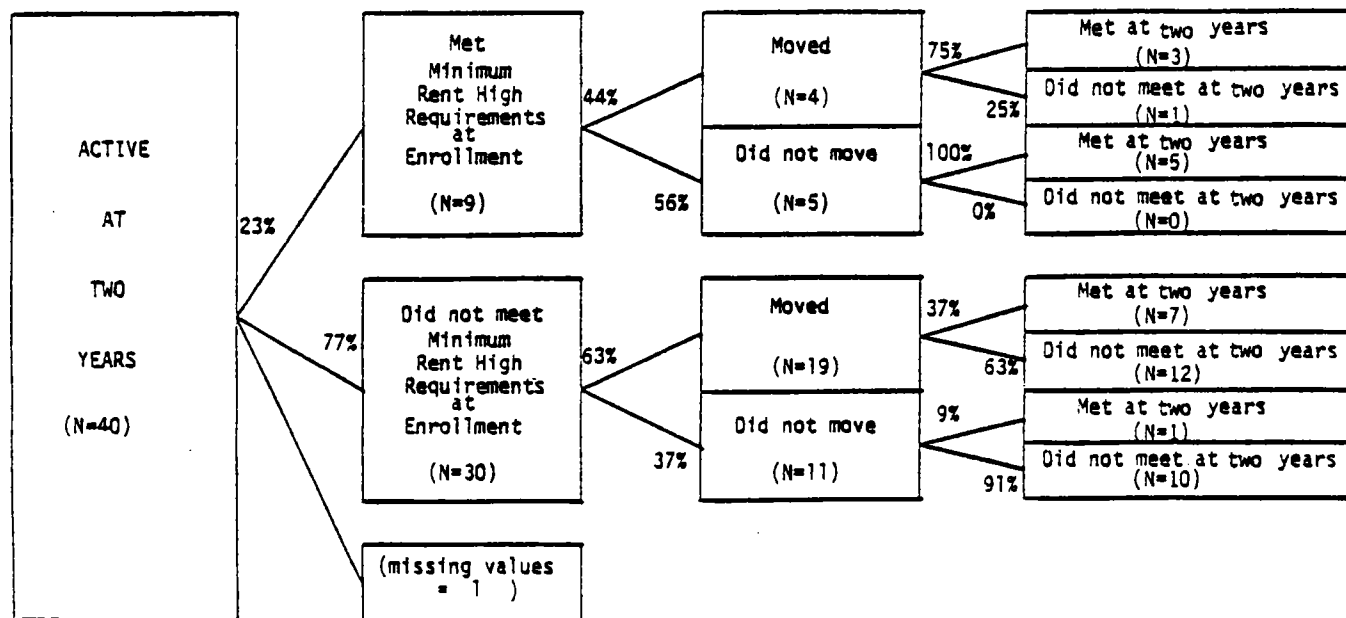 ACTIVE
AT
TWO
YEARS
(N=40)
23%
77%
Met
Minimum
Rent High
Requirements
at
Enrollment
(N=9)
44%
56%
Moved
(N=4)
75%
25%
Met at two years
(N=3)
Did not meet at two years
(N=1)
Did not move
(N=5)
100%
0%
Met at two years
(N=5)
Did not meet at two years
(N=0)
Did not meet
Minimum
Rent High
Requirements
at
Enrollment
(N=30)
63%
37%
Moved
(N=19)
37%
63%
Met at two years
(N=7)
Did not meet at two years
(N=12)
Did not move
(N=11)
9%
91%
Met at two years
(N=1)
Did not meet at two years
(N=10)
(missing values
= 1 )